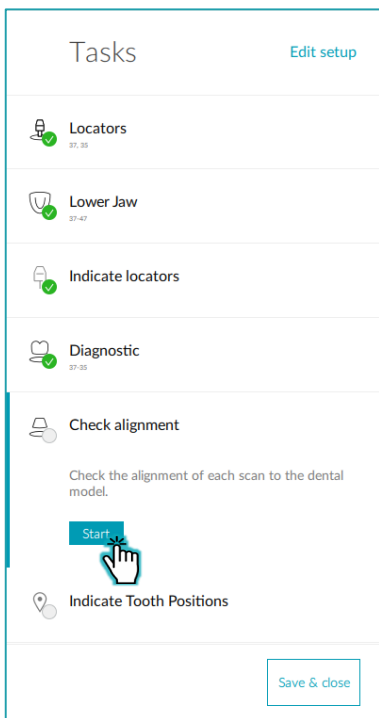 Tasks
Edit setup
Locators
37, 35
Lower Jaw
37-47
Indicate locators
Diagnostic
37-35
Check alignment
Check the alignment of each scan to the dental
model.
Start
Indicate Tooth Positions
Save & close